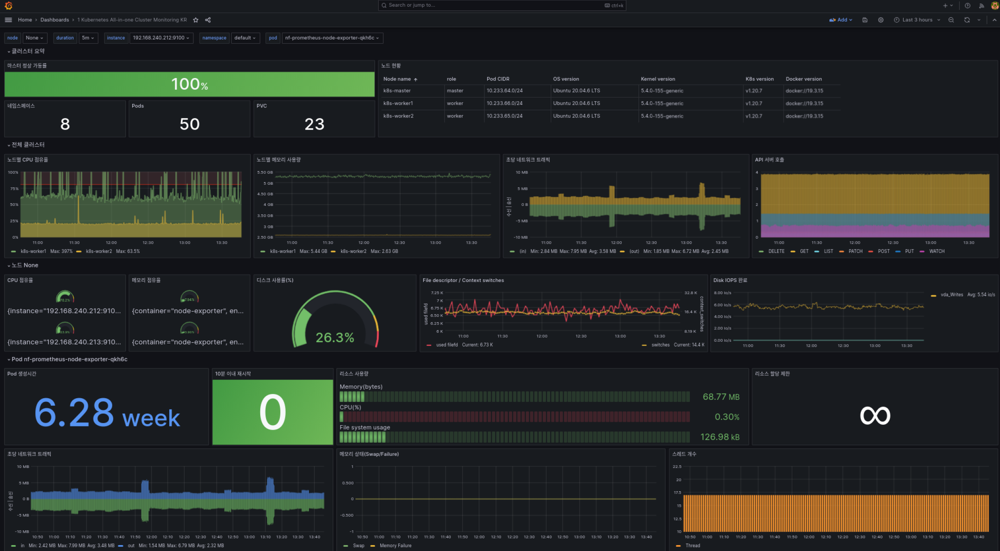 Search or jump to...
ctrl+k
Home › Dashboards › 1 Kubernetes All-in-one Cluster Monitoring KR
Add
Last 3 hours
node None duration 5m instance 192.168.240.212:9100 namespace default pod nf-prometheus-node-exporter-qkh6c
클러스터 요약
마스터 정상 가동률
100%
네임스페이스
8
Pods
50
PVC
23
노드 현황
Node name role Pod CIDR OS version Kernel version K8s version Docker version
k8s-master master 10.233.64.0/24 Ubuntu 20.04.6 LTS 5.4.0-155-generic v1.20.7 docker://19.3.15
k8s-worker1 worker 10.233.66.0/24 Ubuntu 20.04.6 LTS 5.4.0-155-generic v1.20.7 docker://19.3.15
k8s-worker2 worker 10.233.65.0/24 Ubuntu 20.04.6 LTS 5.4.0-155-generic v1.20.7 docker://19.3.15
전체 클러스터
노드별 CPU 점유율
100%
75%
50%
25%
0%
11:00 11:30 12:00 12:30 13:00 13:30
k8s-worker1 Max: 397% k8s-worker2 Max: 63.5%
노드별 메모리 사용량
5.50 GB
5 GB
4.50 GB
4 GB
3.50 GB
3 GB
2.50 GB
11:00 11:30 12:00 12:30 13:00 13:30
k8s-worker1 Max: 5.44 GB k8s-worker2 Max: 2.63 GB
초당 네트워크 트래픽
수신 | 송신
10 MB
5 MB
0 B
-5 MB
-10 MB
11:00 11:30 12:00 12:30 13:00 13:30
(in) Min: 2.84 MB Max: 7.95 MB Avg: 3.58 MB (out) Min: 1.85 MB Max: 6.72 MB Avg: 2.45 MB
API 서버 호출
4
3
2
1
0
11:00 11:30 12:00 12:30 13:00 13:30
DELETE GET LIST PATCH POST PUT WATCH
노드 None
CPU 점유율
70.2%
{instance="192.168.240.212:910...
23.9%
{instance="192.168.240.213:910...
메모리 점유율
7.94%
{container="node-exporter", en...
3.90%
{container="node-exporter", en...
디스크 사용률(%)
26.3%
File descriptor / Context switches
used filefd
7.25 K
7 K
6.75 K
6.50 K
6.25 K
6 K
32.8 K
16.4 K
8.19 K
context_switches
11:00 11:30 12:00 12:30 13:00 13:30
used filefd Current: 6.73 K switches Current: 14.4 K
Disk IOPS 완료
8.00 io/s
6.00 io/s
4.00 io/s
2.00 io/s
0.00 io/s
11:00 11:30 12:00 12:30 13:00 13:30
vda_Writes Avg: 5.54 io/s
Pod nf-prometheus-node-exporter-qkh6c
Pod 생성시간
6.28 week
10분 이내 재시작
0
리소스 사용량
Memory(bytes)
68.77 MB
CPU(%)
0.30%
File system usage
126.98 kB
리소스 할당 제한
∞
초당 네트워크 트래픽
수신 | 송신
10 MB
5 MB
0 B
-5 MB
-10 MB
10:50 11:00 11:10 11:20 11:30 11:40 11:50 12:00 12:10 12:20 12:30 12:40 12:50 13:00 13:10 13:20 13:30 13:40
in Min: 2.42 MB Max: 7.99 MB Avg: 3.48 MB out Min: 1.54 MB Max: 6.79 MB Avg: 2.32 MB
메모리 상태(Swap/Failure)
1
0.500
0
-0.500
-1
10:50 11:00 11:10 11:20 11:30 11:40 11:50 12:00 12:10 12:20 12:30 12:40 12:50 13:00 13:10 13:20 13:30 13:40
Swap Memory Failure
스레드 개수
22.5
20
17.5
15
12.5
10
10:50 11:00 11:10 11:20 11:30 11:40 11:50 12:00 12:10 12:20 12:30 12:40 12:50 13:00 13:10 13:20 13:30 13:40
Thread